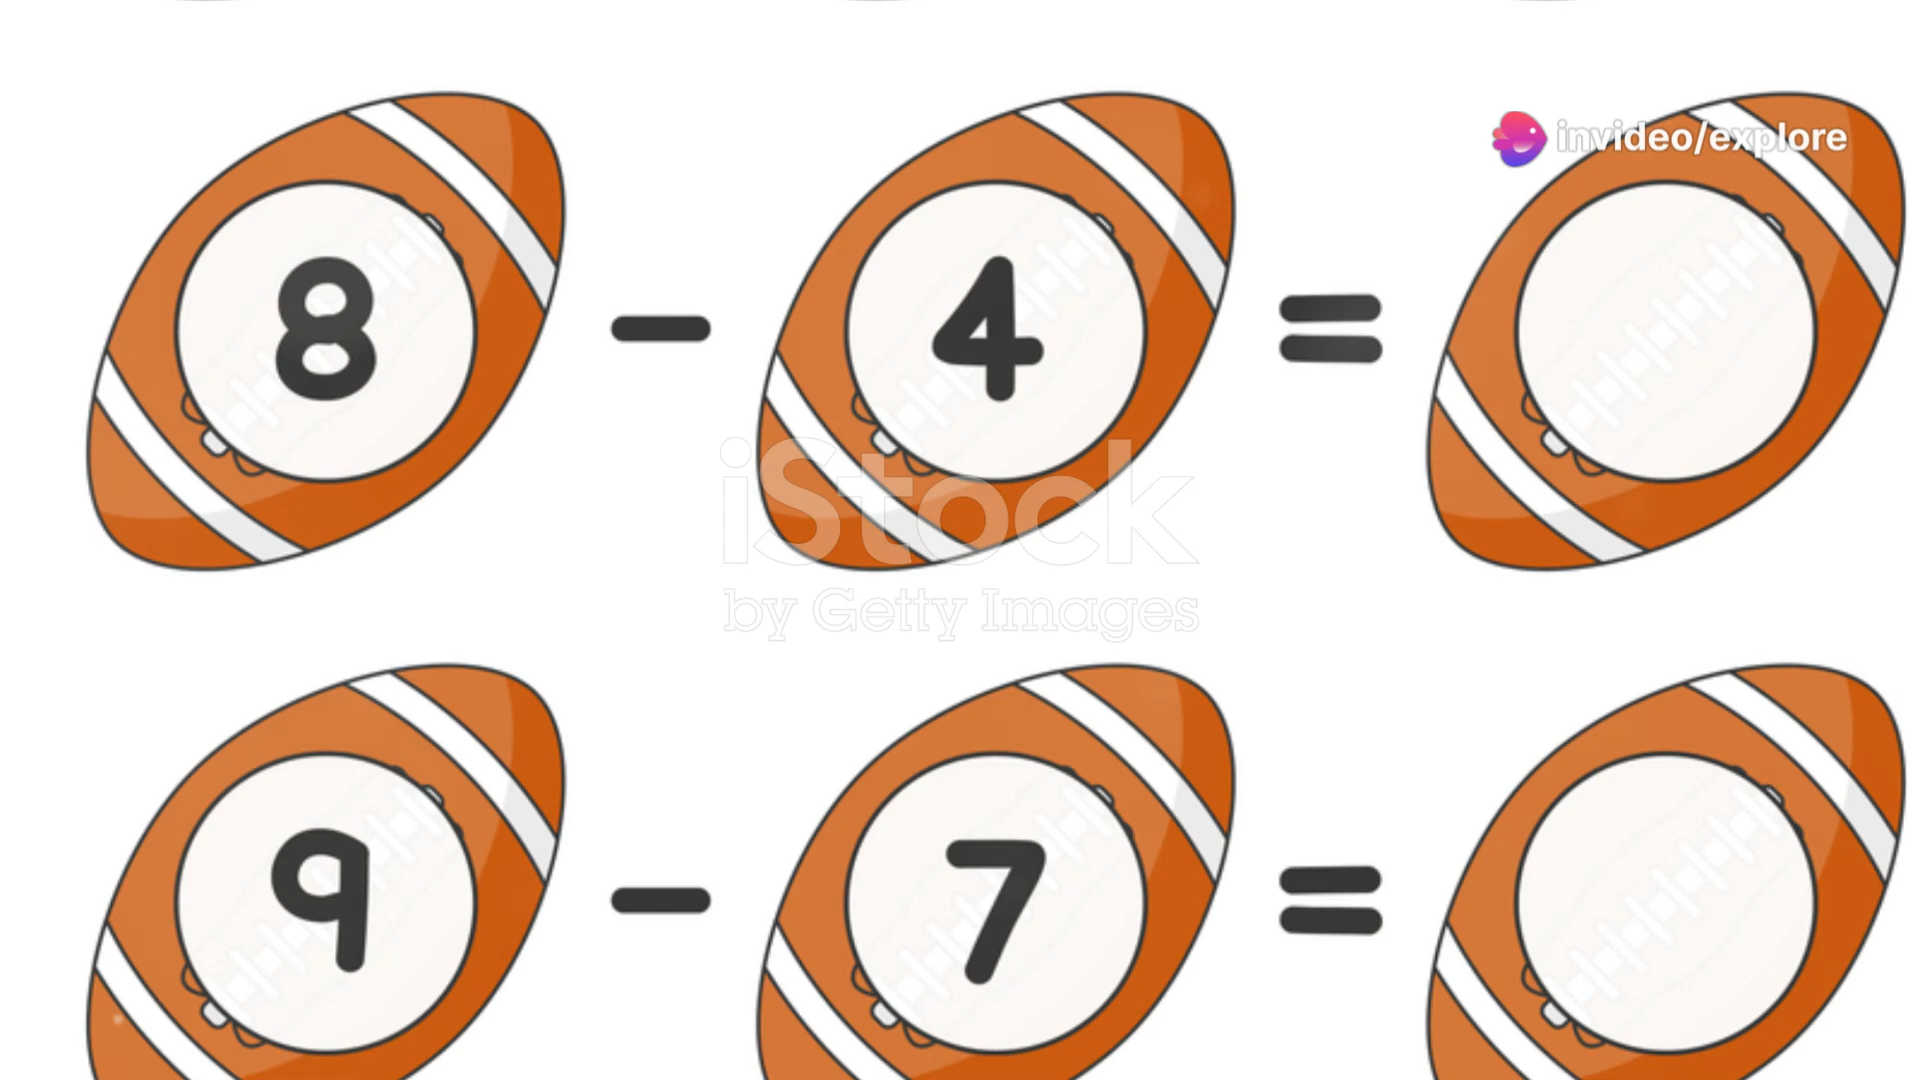 invideo/explore
8 - 4 =
iStock
by Getty Images
9 - 7 =